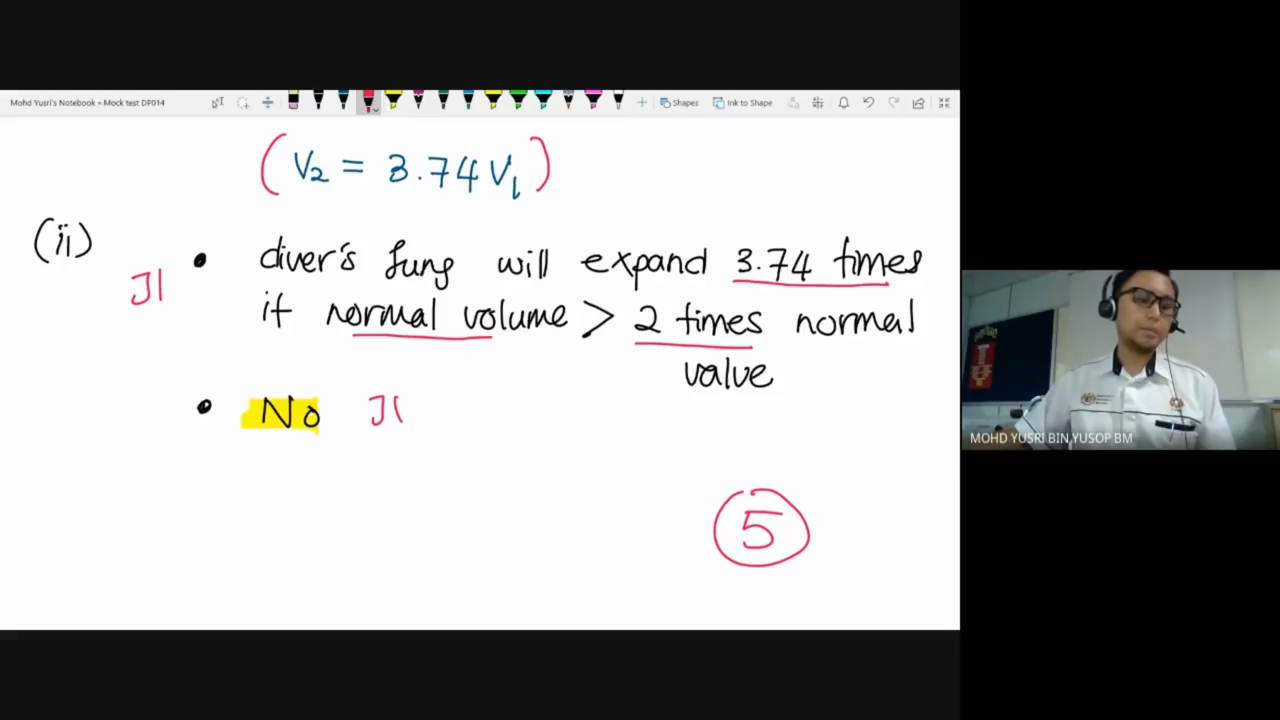 Mohd Yusri's Notebook » Mock test DP014
Shapes
Ink to Shape
(V₂ = 3.74 V₁)
(ii)
J1
• diver's lung will expand 3.74 times
if normal volume > 2 times normal
value
• No J1
5
MOHD YUSRI BIN YUSOP BM